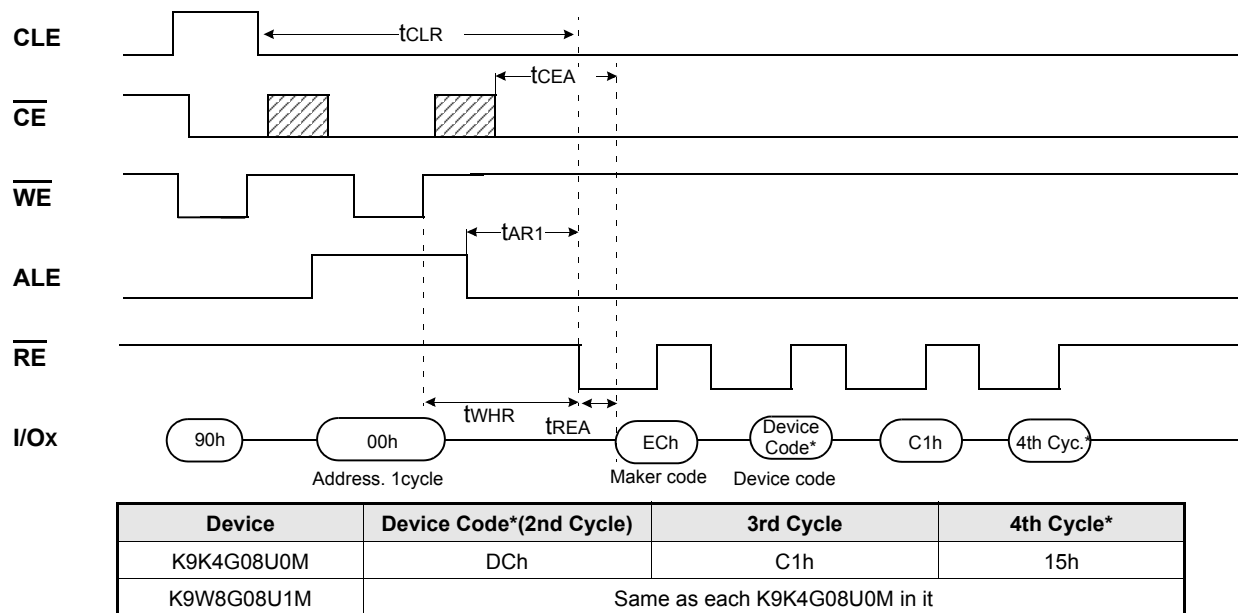 CLE
tCLR
tCEA
CE
WE
tAR1
ALE
RE
tWHR
tREA
I/Ox
90h
00h
ECh
Device
Code*
C1h
4th Cyc.*
Address. 1cycle
Maker code
Device code
Device Device Code*(2nd Cycle) 3rd Cycle 4th Cycle*
K9K4G08U0M DCh C1h 15h
K9W8G08U1M Same as each K9K4G08U0M in it